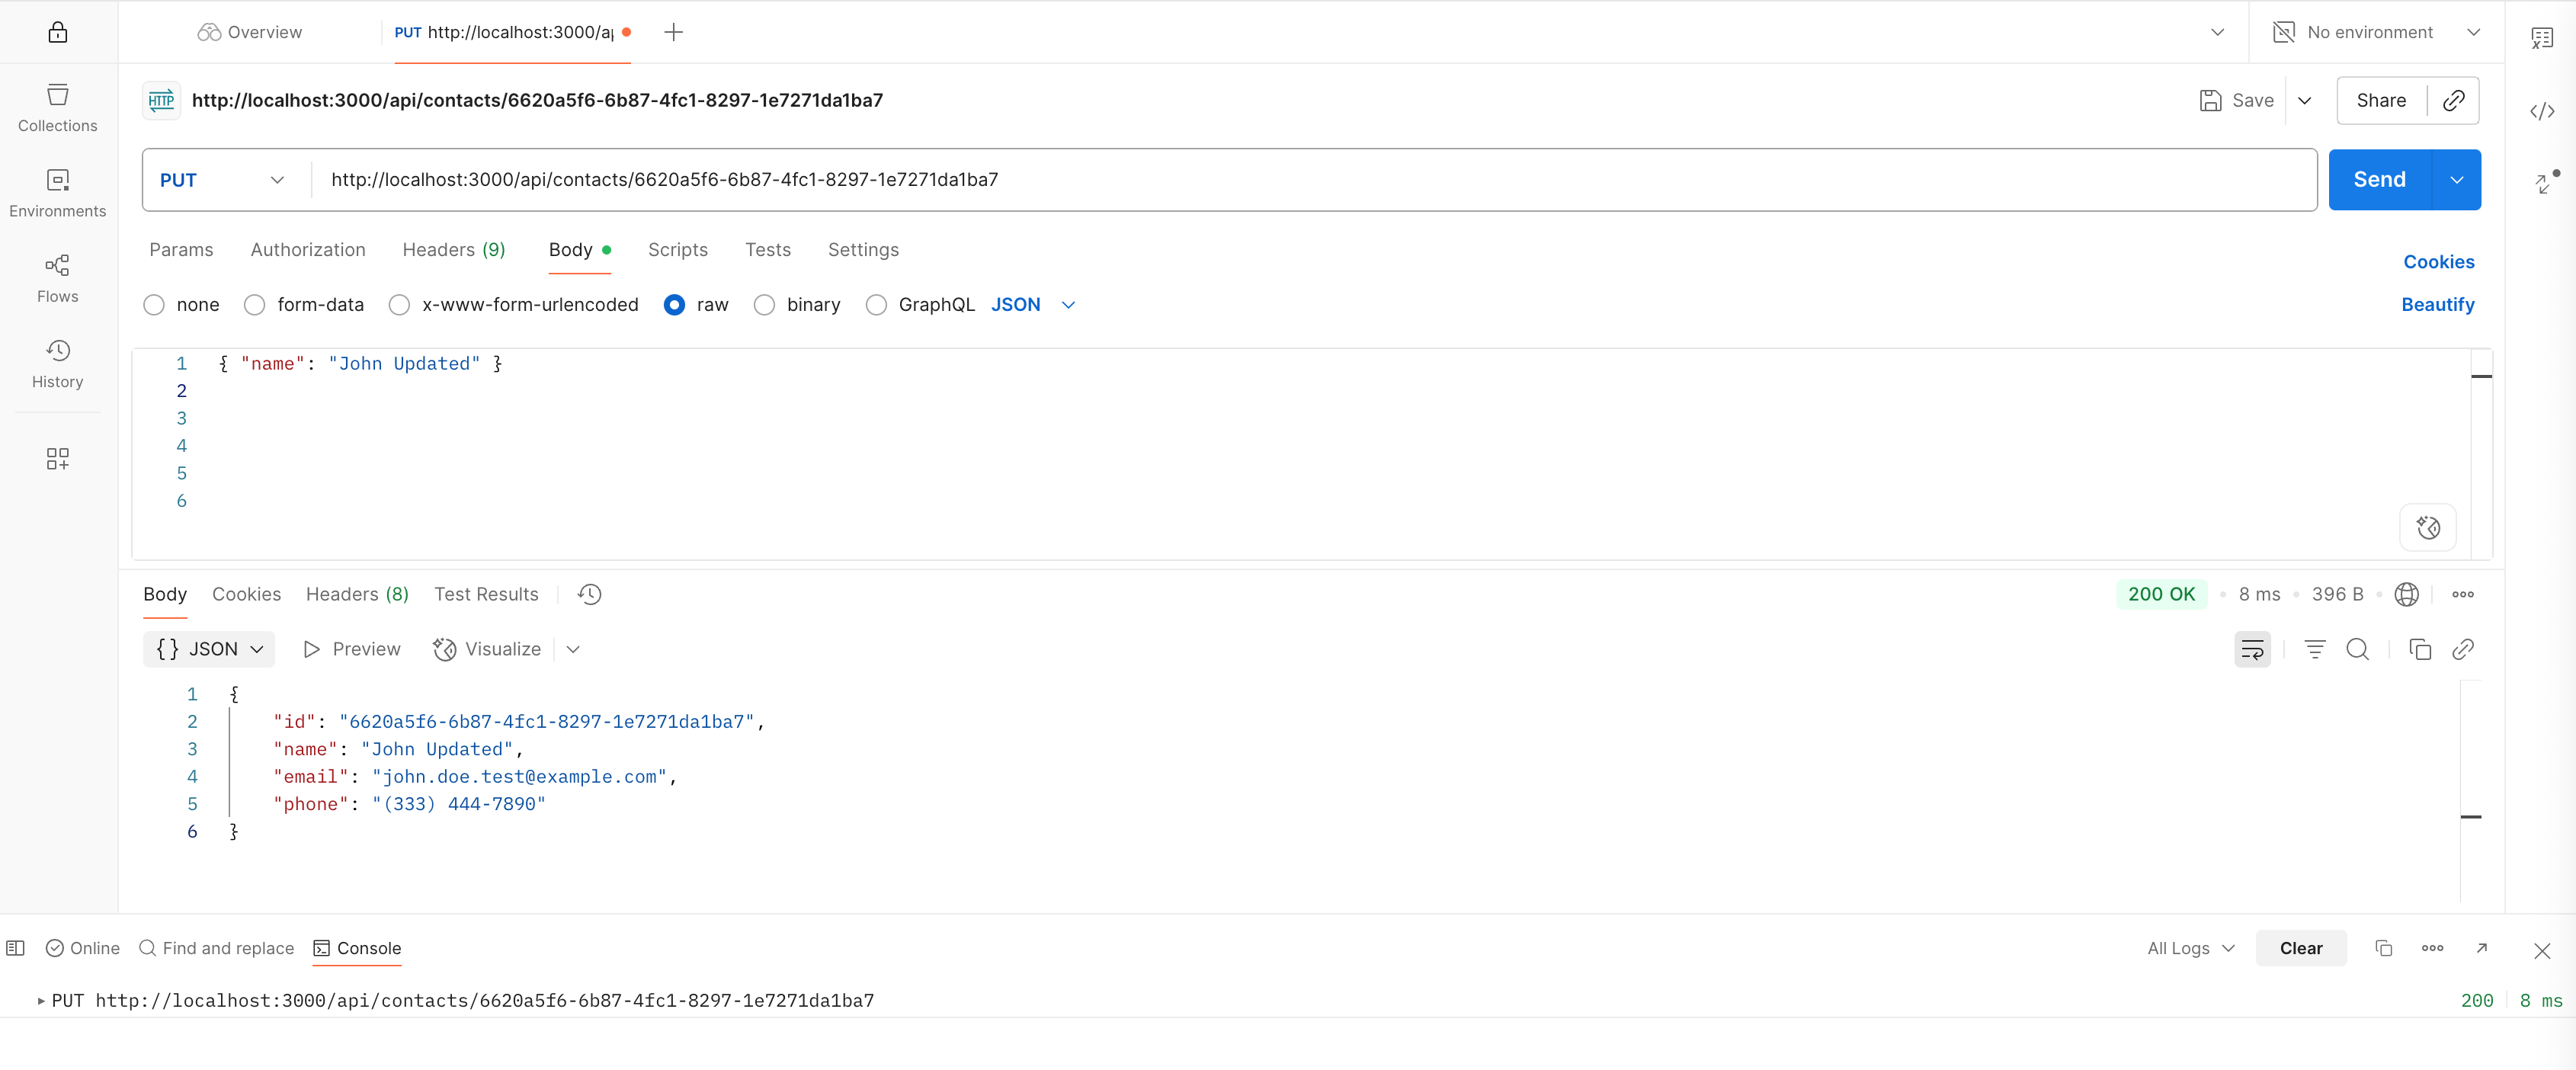 Overview
PUT http://localhost:3000/a
No environment
Collections
Environments
Flows
History
HTTP http://localhost:3000/api/contacts/6620a5f6-6b87-4fc1-8297-1e7271da1ba7
Save
Share
PUT http://localhost:3000/api/contacts/6620a5f6-6b87-4fc1-8297-1e7271da1ba7
Send
Params Authorization Headers (9) Body Scripts Tests Settings
Cookies
none form-data x-www-form-urlencoded raw binary GraphQL JSON
Beautify
1 { "name": "John Updated" }
2
3
4
5
6
Body Cookies Headers (8) Test Results
200 OK • 8 ms • 396 B
{} JSON Preview Visualize
1 {
2 "id": "6620a5f6-6b87-4fc1-8297-1e7271da1ba7",
3 "name": "John Updated",
4 "email": "john.doe.test@example.com",
5 "phone": "(333) 444-7890"
6 }
Online Find and replace Console
All Logs Clear
PUT http://localhost:3000/api/contacts/6620a5f6-6b87-4fc1-8297-1e7271da1ba7
200 8 ms